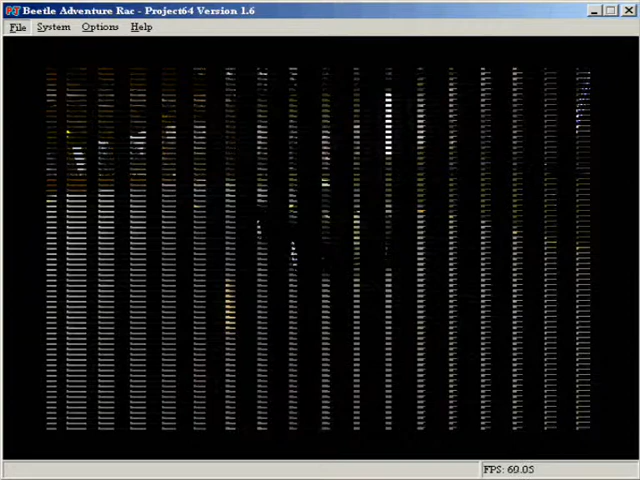 Beetle Adventure Rac - Project64 Version 1.6
File System Options Help
FPS: 60.05